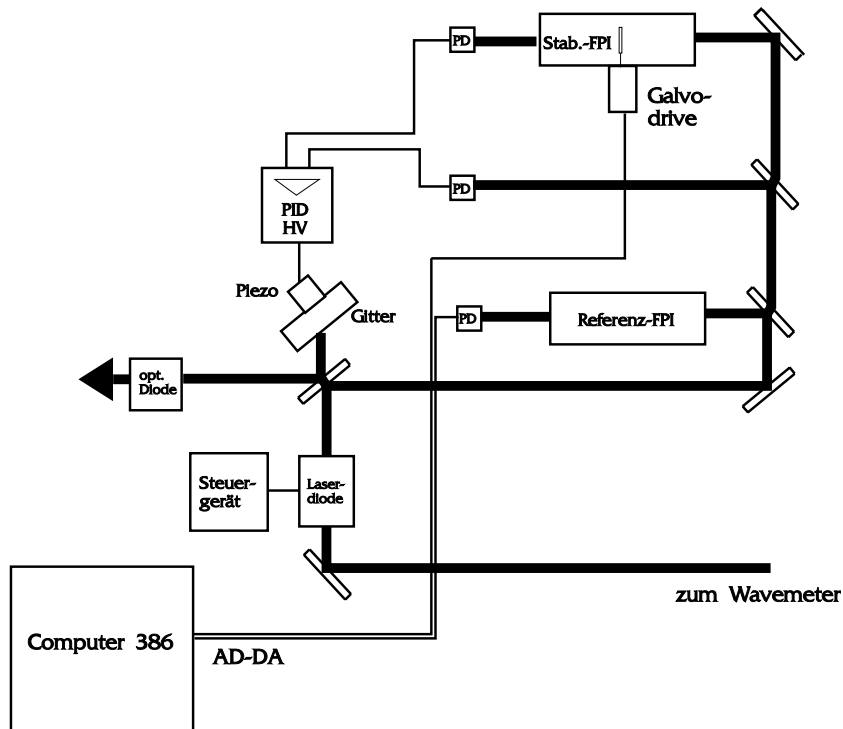 PD
Stab.-FPI
Galvo-
drive
PD
PID
HV
Piezo
Gitter
PD
Referenz-FPI
opt.
Diode
Steuer-
gerät
Laser-
diode
zum Wavemeter
Computer 386
AD-DA